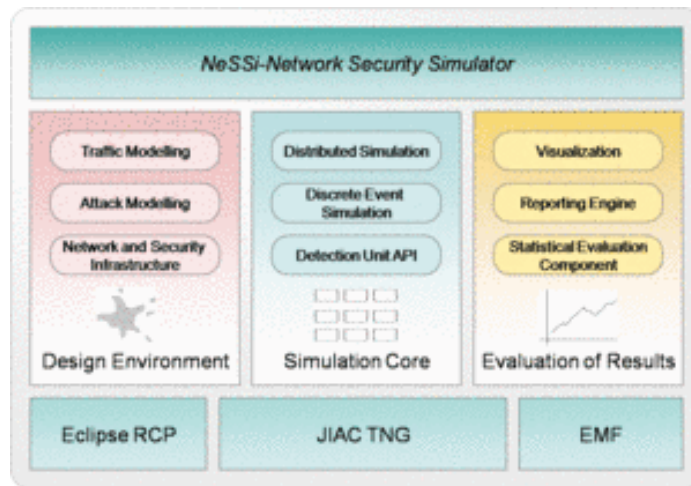 NeSSi-Network Security Simulator
Traffic Modelling
Attack Modelling
Network and Security
Infrastructure
Design Environment
Distributed Simulation
Discrete Event
Simulation
Detection Unit API
Simulation Core
Visualization
Reporting Engine
Statistical Evaluation
Component
Evaluation of Results
Eclipse RCP
JIAC TNG
EMF